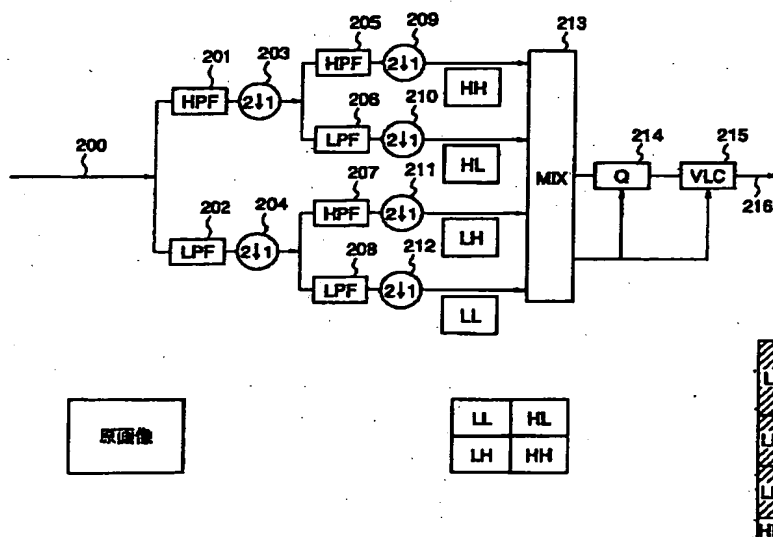 209
213
205
201
203
HPF
2↓1
HPF
2↓1
HH
206
210
214
215
200
LPF
2↓1
HL
MIX
Q
VLC
207
211
216
202
204
HPF
2↓1
LH
LPF
2↓1
208
212
LPF
2↓1
LL
原画像
LL HL
LH HH
L
L
L
H